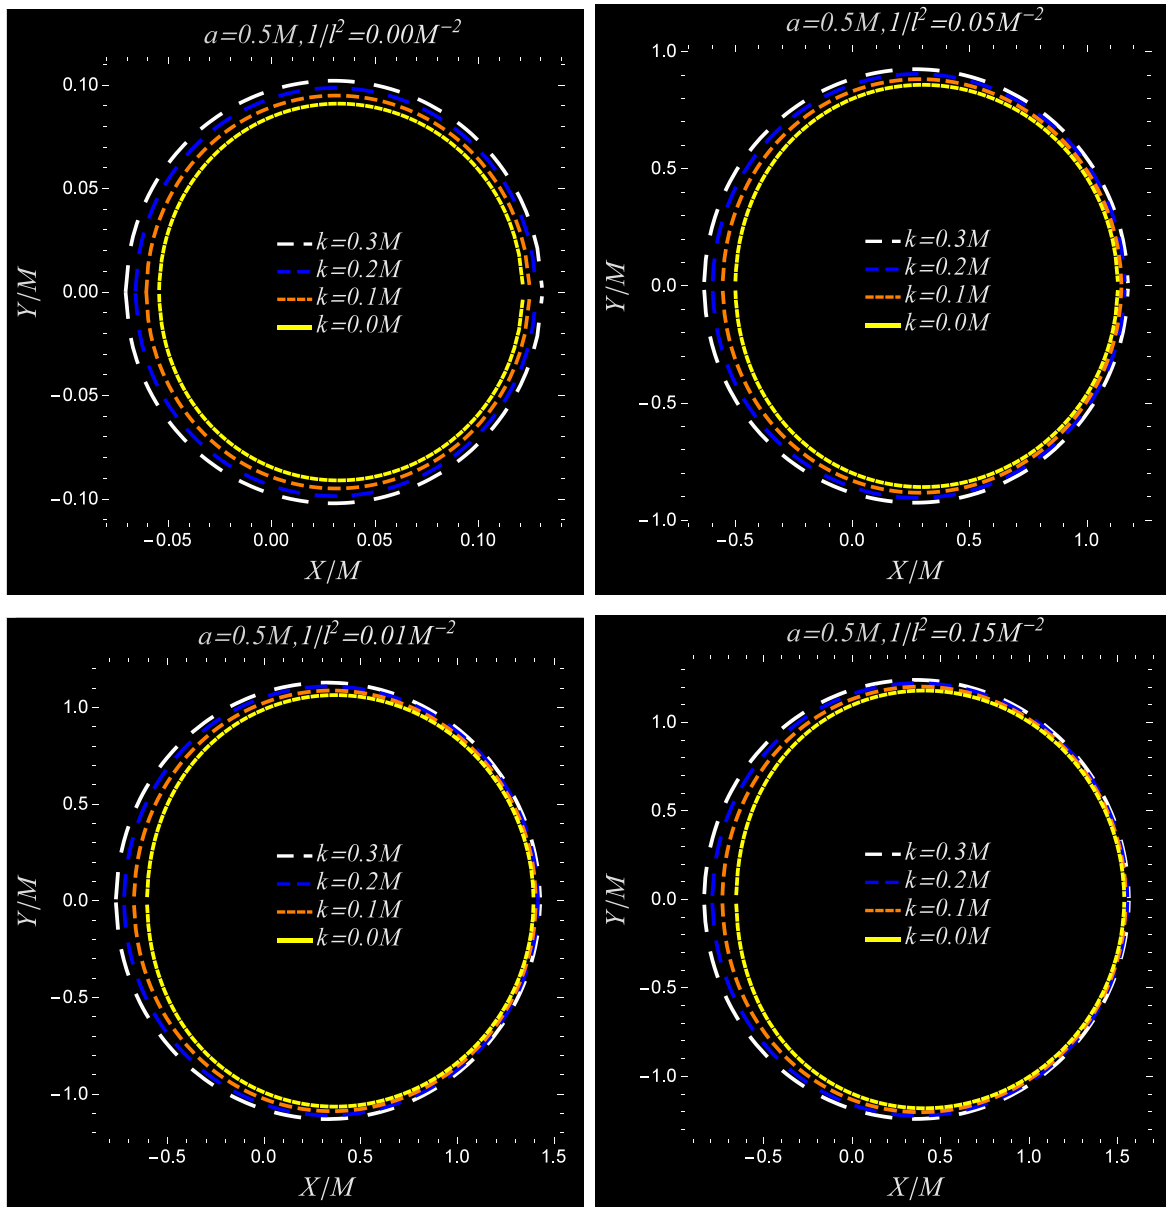 a=0.5M,1/l²=0.00M⁻²
0.10
0.05
0.00
−0.05
−0.10
Y/M
k=0.3M
k=0.2M
k=0.1M
k=0.0M
−0.05 0.00 0.05 0.10
X/M
a=0.5M,1/l²=0.05M⁻²
1.0
0.5
0.0
−0.5
−1.0
Y/M
k=0.3M
k=0.2M
k=0.1M
k=0.0M
−0.5 0.0 0.5 1.0
X/M
a=0.5M,1/l²=0.01M⁻²
1.0
0.5
0.0
−0.5
−1.0
Y/M
k=0.3M
k=0.2M
k=0.1M
k=0.0M
−0.5 0.0 0.5 1.0 1.5
X/M
a=0.5M,1/l²=0.15M⁻²
1.0
0.5
0.0
−0.5
−1.0
Y/M
k=0.3M
k=0.2M
k=0.1M
k=0.0M
−0.5 0.0 0.5 1.0 1.5
X/M